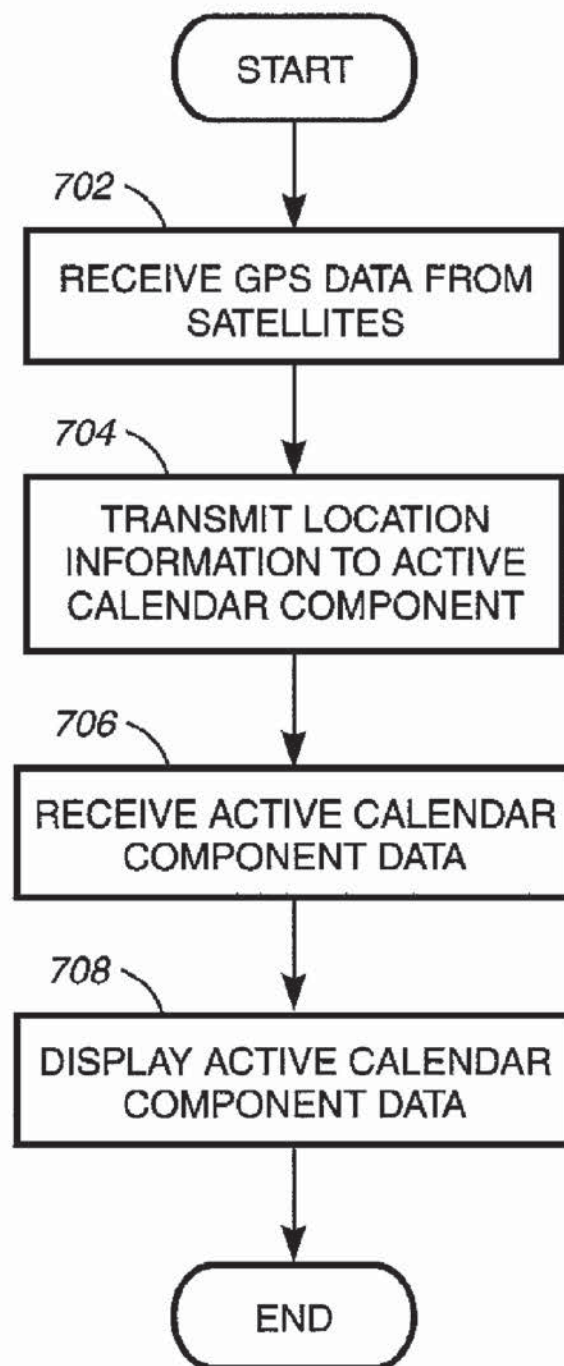 START
702
RECEIVE GPS DATA FROM
SATELLITES
704
TRANSMIT LOCATION
INFORMATION TO ACTIVE
CALENDAR COMPONENT
706
RECEIVE ACTIVE CALENDAR
COMPONENT DATA
708
DISPLAY ACTIVE CALENDAR
COMPONENT DATA
END